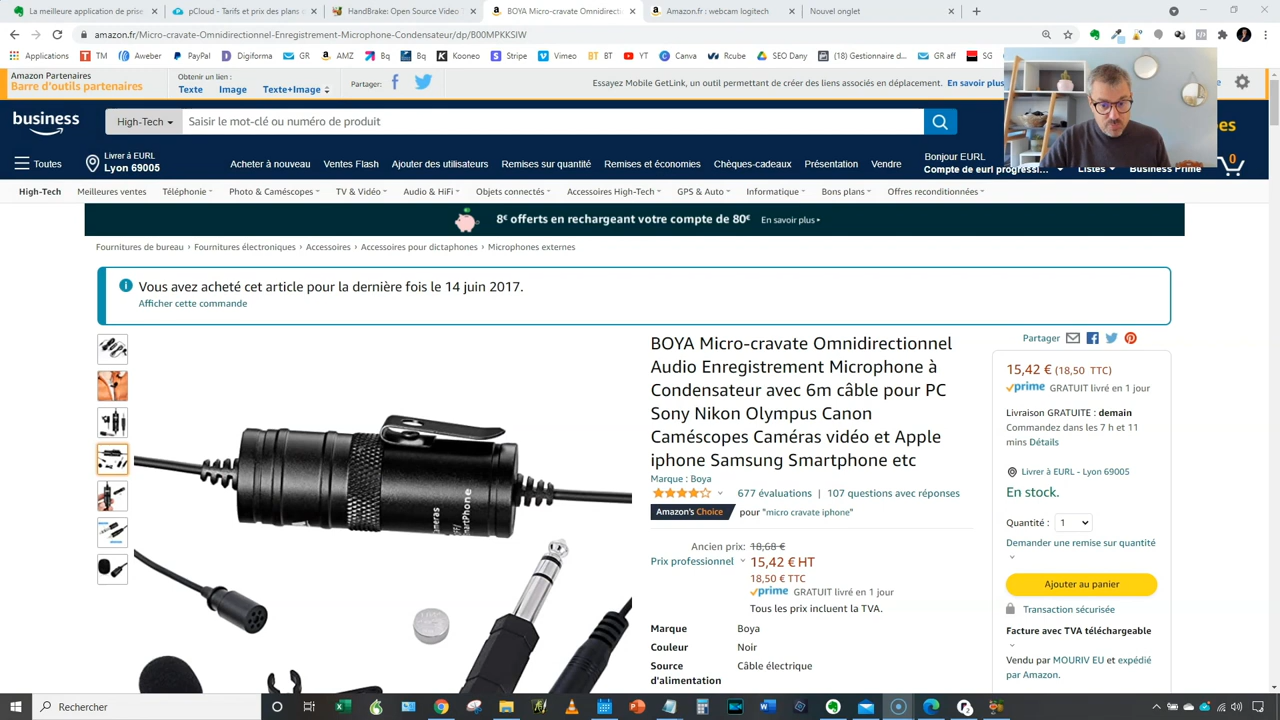 La meilleure application de prise
pCloud - Tarifs et prix des plans
HandBrake: Open Source Video
BOYA Micro-cravate Omnidirecti
Amazon.fr : webcam logitech
Nouvel onglet
amazon.fr/Micro-cravate-Omnidirectionnel-Enregistrement-Microphone-Condensateur/dp/B00MPKKSIW
Applications
TM
Aweber
PayPal
Digiforma
GR
AMZ
Bq
Bq
Kooneo
Stripe
Vimeo
BT
YT
Canva
Wroube
SEO Dany
(18) Gestionnaire d...
GR aff
SG
Amazon Partenaires
Barre d'outils partenaires
Obtenir un lien :
Texte
Image
Texte+Image
Partager:
Essayez Mobile GetLink, un outil permettant de créer des liens associés en déplacement. En savoir plus
business
High-Tech
Saisir le mot-clé ou numéro de produit
Toutes
Livrer à EURL
Lyon 69005
Acheter à nouveau
Ventes Flash
Ajouter des utilisateurs
Remises sur quantité
Remises et économies
Chèques-cadeaux
Présentation
Vendre
Bonjour EURL
Compte de eurl progressi...
Listes
Business Prime
0
High-Tech
Meilleures ventes
Téléphonie
Photo & Caméscopes
TV & Vidéo
Audio & HiFi
Objets connectés
Accessoires High-Tech
GPS & Auto
Informatique
Bons plans
Offres reconditionnées
8€ offerts en rechargeant votre compte de 80€
En savoir plus
Fournitures de bureau › Fournitures électroniques › Accessoires › Accessoires pour dictaphones › Microphones externes
Vous avez acheté cet article pour la dernière fois le 14 juin 2017.
Afficher cette commande
BOYA Micro-cravate Omnidirectionnel
Audio Enregistrement Microphone à
Condensateur avec 6m câble pour PC
Sony Nikon Olympus Canon
Caméscopes Caméras vidéo et Apple
iphone Samsung Smartphone etc
Marque : Boya
677 évaluations | 107 questions avec réponses
Amazon's Choice pour "micro cravate iphone"
Ancien prix: 18,68 €
Prix professionnel 15,42 € HT
18,50 € TTC
prime GRATUIT livré en 1 jour
Tous les prix incluent la TVA.
Marque Boya
Couleur Noir
Source Câble électrique
d'alimentation
Partager
15,42 € (18,50 TTC)
prime GRATUIT livré en 1 jour
Livraison GRATUITE : demain
Commandez dans les 7 h et 11
mins Détails
Livrer à EURL - Lyon 69005
En stock.
Quantité : 1
Demander une remise sur quantité
Ajouter au panier
Transaction sécurisée
Facture avec TVA téléchargeable
Vendu par MOURIV EU et expédié
par Amazon.
Rechercher